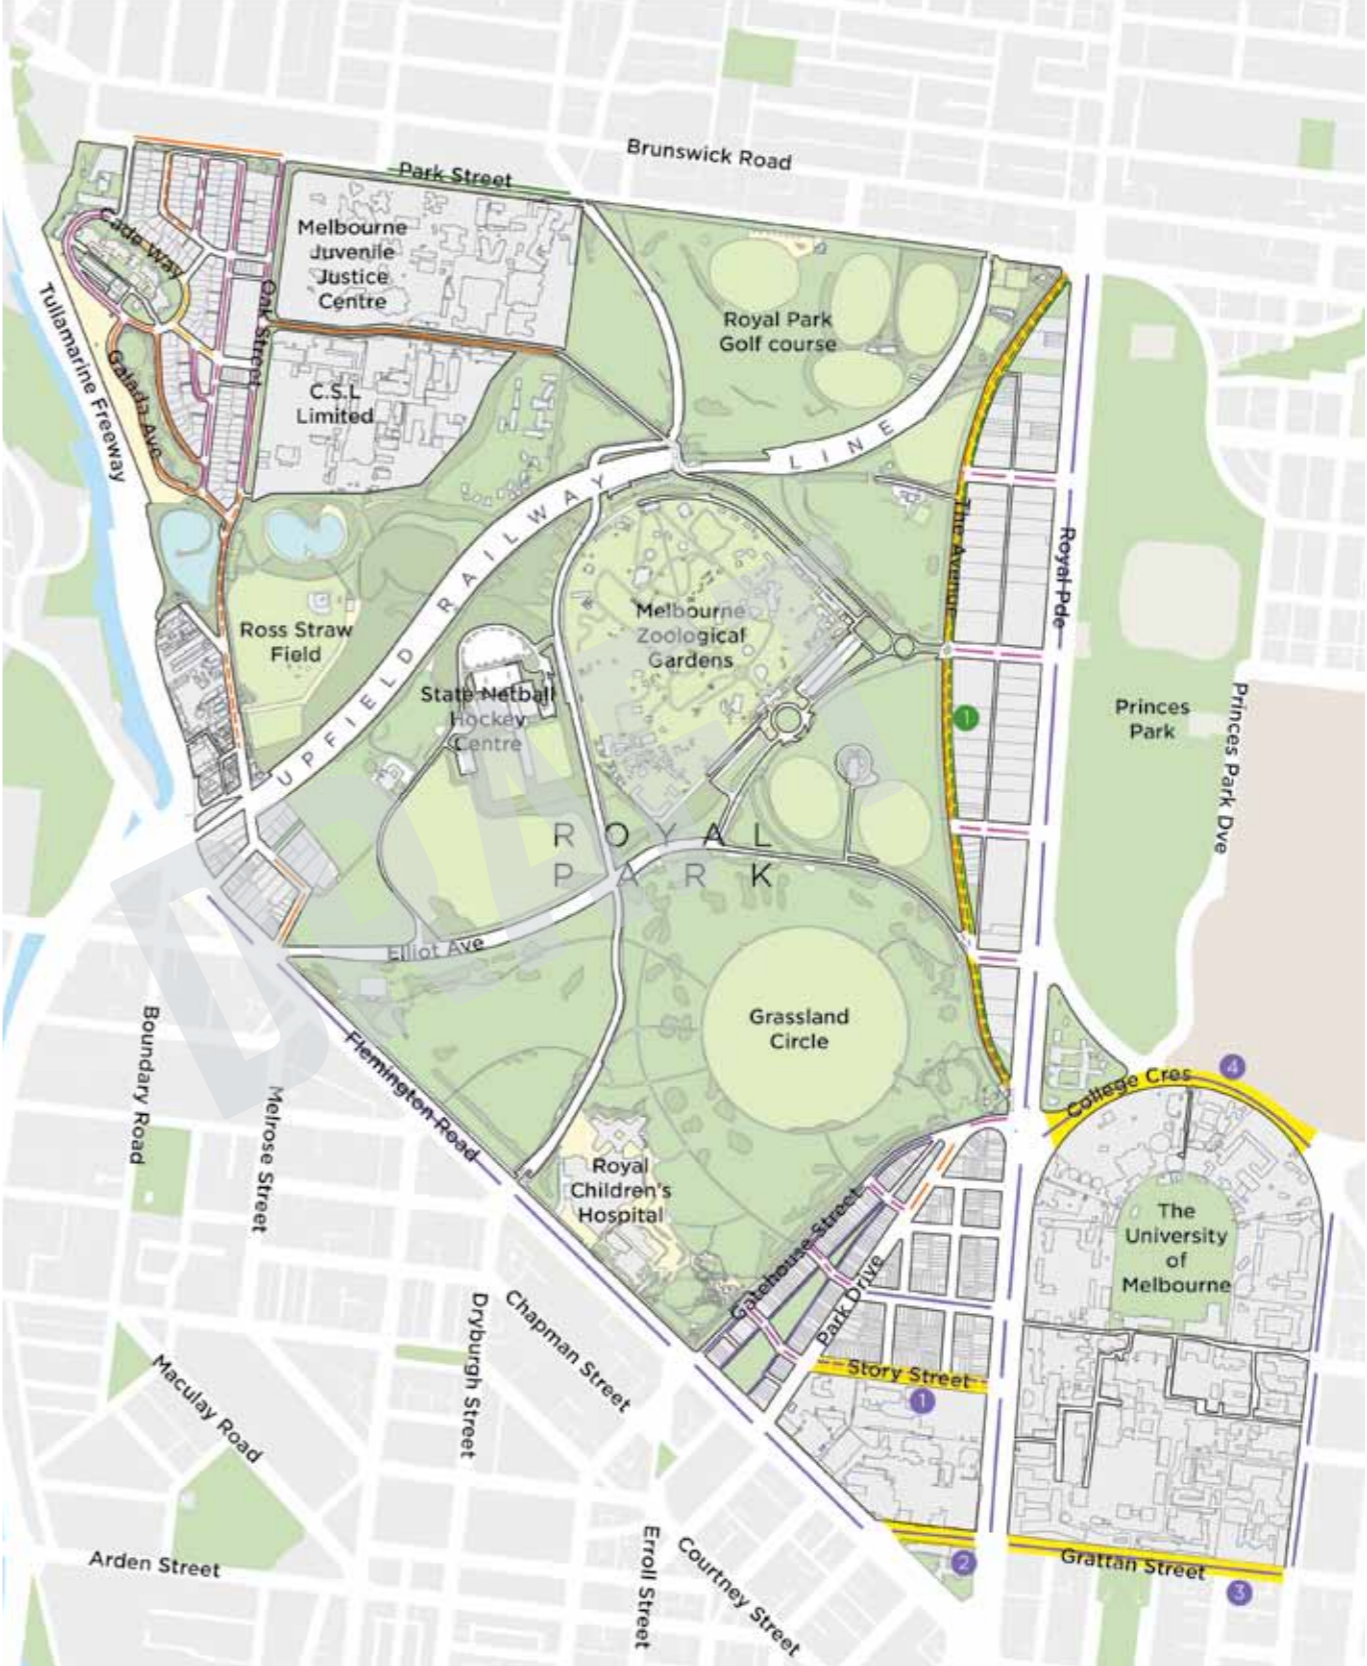 Brunswick Road
Park Street
Cade Way
Melbourne
Juvenile
Justice
Centre
Oak Street
Tullamarine Freeway
Galada Ave
C.S.L
Limited
Royal Park
Golf course
UPFIELD RAILWAY LINE
The Avenue
Royal Pde
Ross Straw
Field
Melbourne
Zoological
Gardens
State Netball
Hockey
Centre
1
Princes
Park
Princes Park Dve
ROYAL
PARK
Elliot Ave
Grassland
Circle
Boundary Road
Melrose Street
Flemington Road
College Cres
4
Royal
Children's
Hospital
Gatehouse Street
Park Drive
The
University
of
Melbourne
Story Street
1
Dryburgh Street
Chapman Street
Maculay Road
Arden Street
Erroll Street
Courtney Street
2
Grattan Street
3
DRAFT